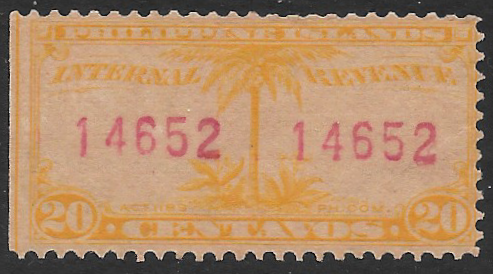 PHILIPPINE ISLANDS
INTERNAL REVENUE
14652 14652
20 CENTAVOS 20